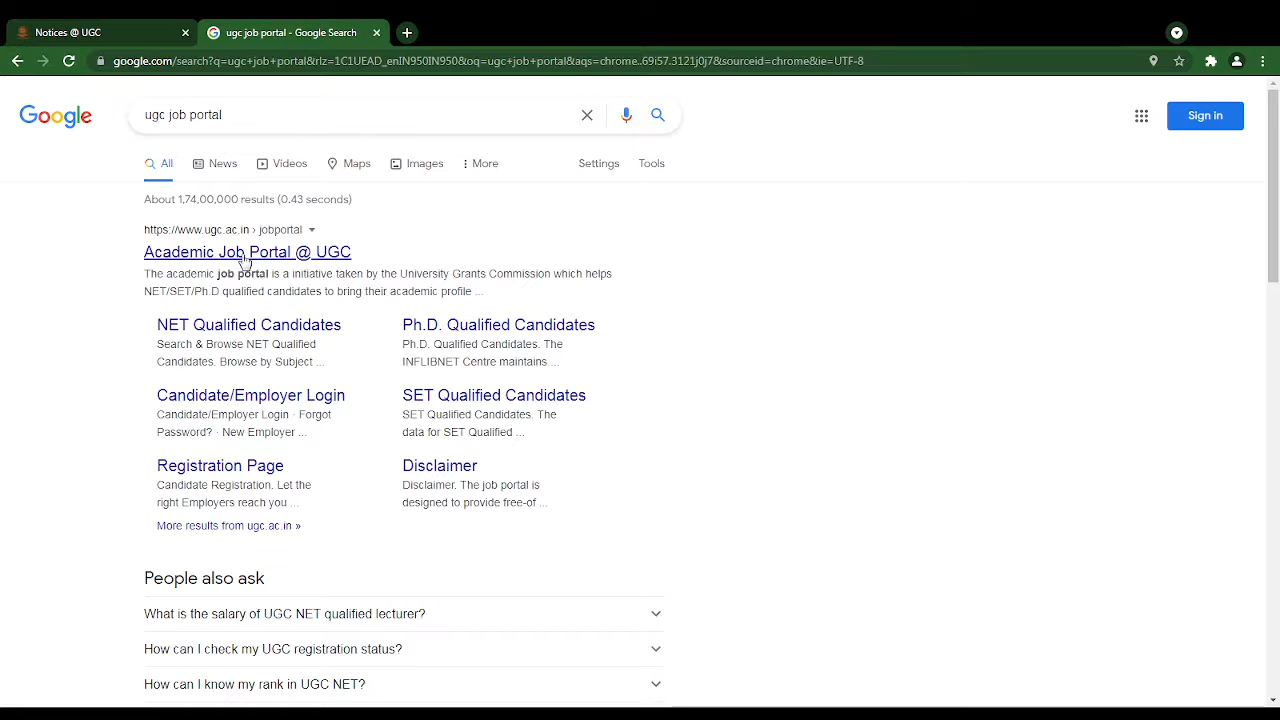 Notices @ UGC
ugc job portal - Google Search
google.com/search?q=ugc+job+portal&rlz=1C1UEAD_enIN950IN950&oq=ugc+job+portal&aqs=chrome..69i57.3121j0j7&sourceid=chrome&ie=UTF-8
Google
ugc job portal
Sign in
All News Videos Maps Images More Settings Tools
About 1,74,00,000 results (0.43 seconds)
https://www.ugc.ac.in › jobportal
Academic Job Portal @ UGC
The academic job portal is a initiative taken by the University Grants Commission which helps
NET/SET/Ph.D qualified candidates to bring their academic profile ...
NET Qualified Candidates
Search & Browse NET Qualified
Candidates. Browse by Subject ...
Ph.D. Qualified Candidates
Ph.D. Qualified Candidates. The
INFLIBNET Centre maintains ...
Candidate/Employer Login
Candidate/Employer Login · Forgot
Password? · New Employer ...
SET Qualified Candidates
SET Qualified Candidates. The
data for SET Qualified ...
Registration Page
Candidate Registration. Let the
right Employers reach you ...
Disclaimer
Disclaimer. The job portal is
designed to provide free-of ...
More results from ugc.ac.in »
People also ask
What is the salary of UGC NET qualified lecturer?
How can I check my UGC registration status?
How can I know my rank in UGC NET?